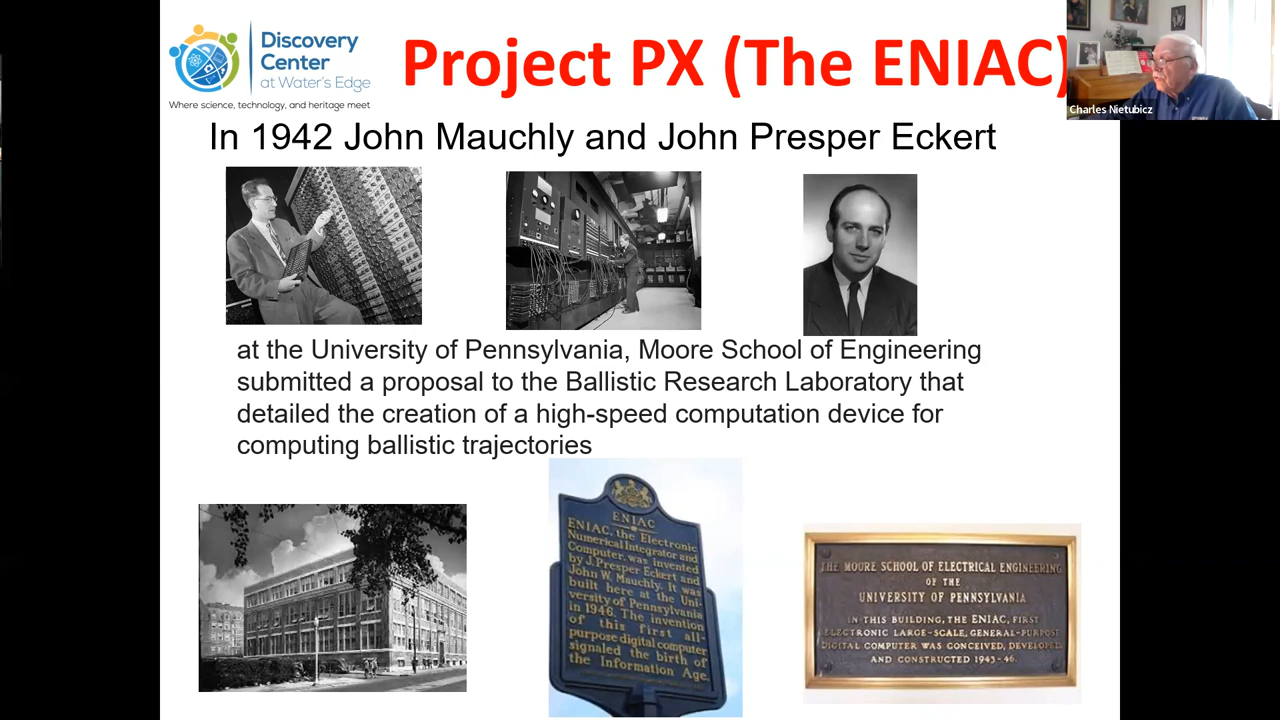 Discovery
Center
at Water's Edge
Where science, technology, and heritage meet
Project PX (The ENIAC)
Charles Nietubicz
In 1942 John Mauchly and John Presper Eckert
at the University of Pennsylvania, Moore School of Engineering
submitted a proposal to the Ballistic Research Laboratory that
detailed the creation of a high-speed computation device for
computing ballistic trajectories
ENIAC
ENIAC, the Electronic
Numerical Integrator and
Computer, was invented
by J. Presper Eckert and
John W. Mauchly. It was
built here at the Uni-
versity of Pennsylvania
in 1946. The invention
of this first all-
purpose digital computer
signaled the birth of
the Information Age.
THE MOORE SCHOOL OF ELECTRICAL ENGINEERING
OF THE
UNIVERSITY OF PENNSYLVANIA
IN THIS BUILDING, THE ENIAC, FIRST
ELECTRONIC LARGE-SCALE, GENERAL-PURPOSE
DIGITAL COMPUTER WAS CONCEIVED, DEVELOPED
AND CONSTRUCTED 1943-46.